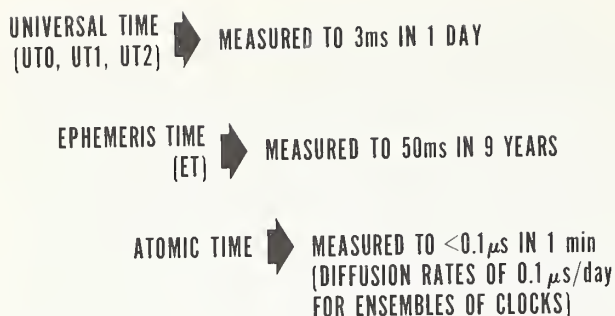 UNIVERSAL TIME
(UT0, UT1, UT2)
MEASURED TO 3ms IN 1 DAY
EPHEMERIS TIME
(ET)
MEASURED TO 50ms IN 9 YEARS
ATOMIC TIME
MEASURED TO <0.1μs IN 1 min
(DIFFUSION RATES OF 0.1 μs/day
FOR ENSEMBLES OF CLOCKS)